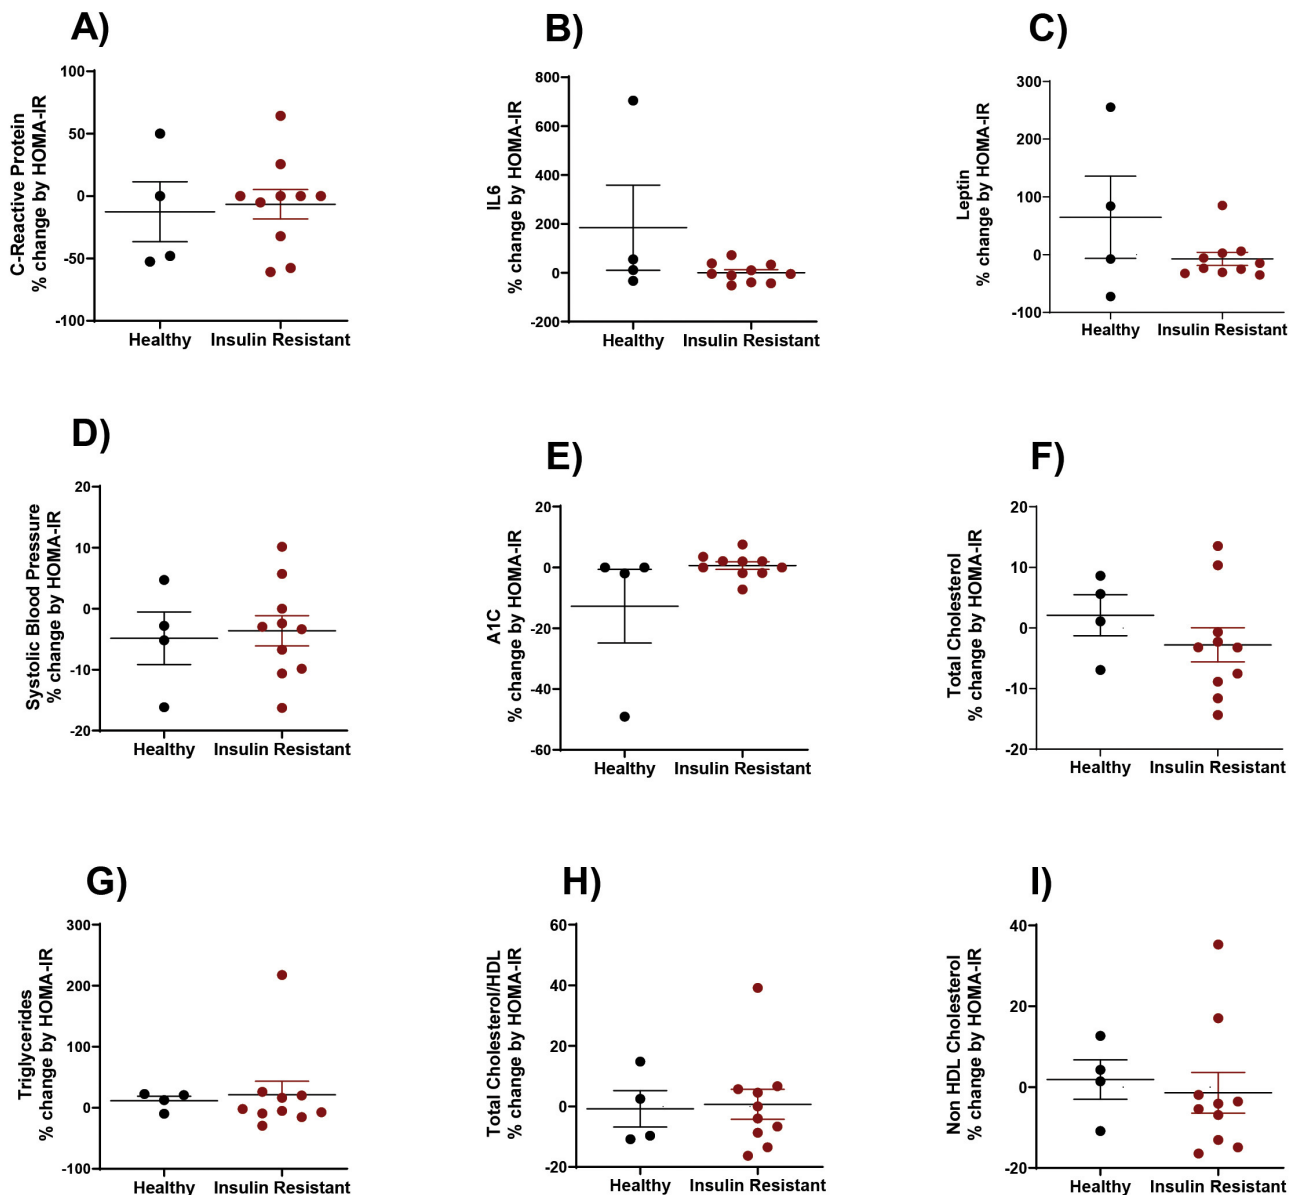 A)
C-Reactive Protein
% change by HOMA-IR
100
50
0
-50
-100
Healthy Insulin Resistant
B)
IL6
% change by HOMA-IR
800
600
400
200
0
-200
Healthy Insulin Resistant
C)
Leptin
% change by HOMA-IR
300
200
100
0
-100
Healthy Insulin Resistant
D)
Systolic Blood Pressure
% change by HOMA-IR
20
10
0
-10
-20
Healthy Insulin Resistant
E)
A1C
% change by HOMA-IR
20
0
-20
-40
-60
Healthy Insulin Resistant
F)
Total Cholesterol
% change by HOMA-IR
20
10
0
-10
-20
Healthy Insulin Resistant
G)
Triglycerides
% change by HOMA-IR
300
200
100
0
-100
Healthy Insulin Resistant
H)
Total Cholesterol/HDL
% change by HOMA-IR
60
40
20
0
-20
Healthy Insulin Resistant
I)
Non HDL Cholesterol
% change by HOMA-IR
40
20
0
-20
Healthy Insulin Resistant